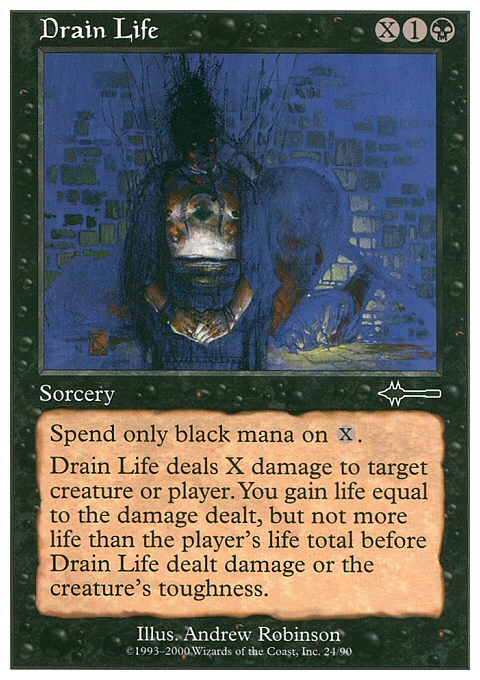 Drain Life X 1
Sorcery
Spend only black mana on X.
Drain Life deals X damage to target
creature or player. You gain life equal
to the damage dealt, but not more
life than the player's life total before
Drain Life dealt damage or the
creature's toughness.
Illus. Andrew Robinson
©1993–2000 Wizards of the Coast, Inc. 24/90